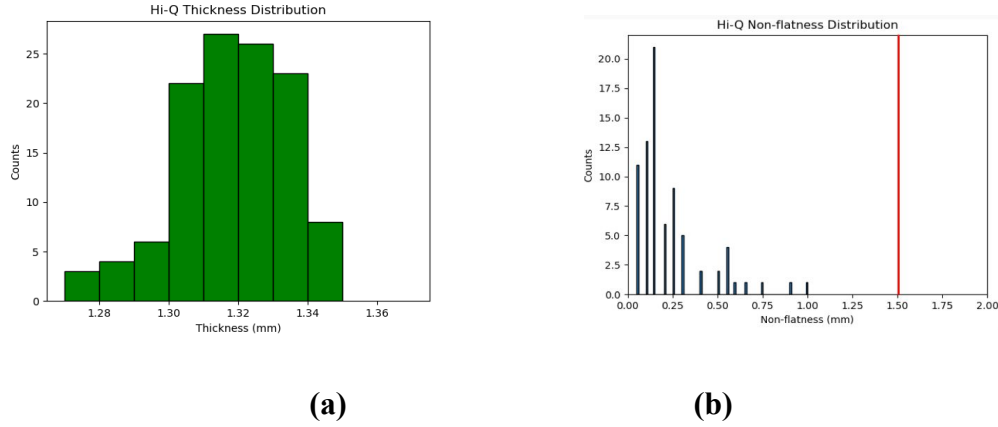 Hi-Q Thickness Distribution
25
20
15
10
5
0
Counts
1.28 1.30 1.32 1.34 1.36
Thickness (mm)
(a)
Hi-Q Non-flatness Distribution
20.0
17.5
15.0
12.5
10.0
7.5
5.0
2.5
0.0
Counts
0.00 0.25 0.50 0.75 1.00 1.25 1.50 1.75 2.00
Non-flatness (mm)
(b)